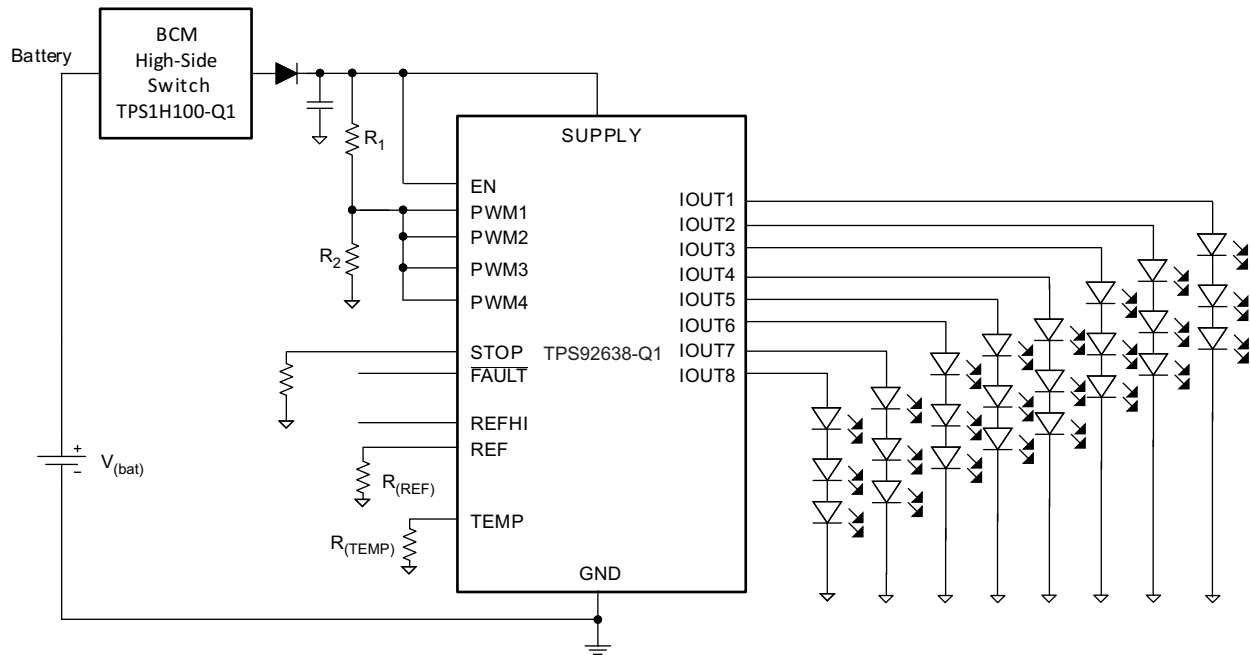 Battery
BCM
High-Side
Switch
TPS1H100-Q1
R1
R2
SUPPLY
EN
PWM1
PWM2
PWM3
PWM4
STOP
FAULT
REFHI
REF
TEMP
TPS92638-Q1
GND
IOUT1
IOUT2
IOUT3
IOUT4
IOUT5
IOUT6
IOUT7
IOUT8
R(REF)
R(TEMP)
+
V(bat)
−